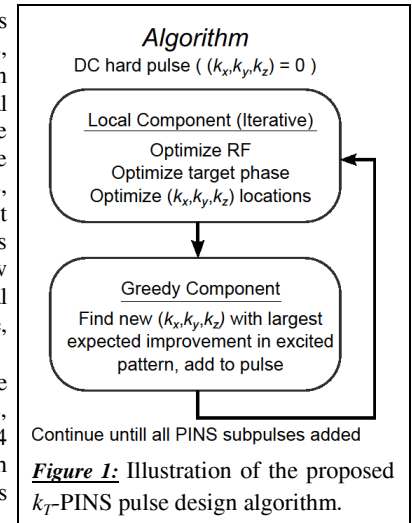 Algorithm
DC hard pulse ( (kx,ky,kz) = 0 )
Local Component (Iterative)
Optimize RF
Optimize target phase
Optimize (kx,ky,kz) locations
Greedy Component
Find new (kx,ky,kz) with largest
expected improvement in excited
pattern, add to pulse
Continue untill all PINS subpulses added
Figure 1: Illustration of the proposed
kT-PINS pulse design algorithm.